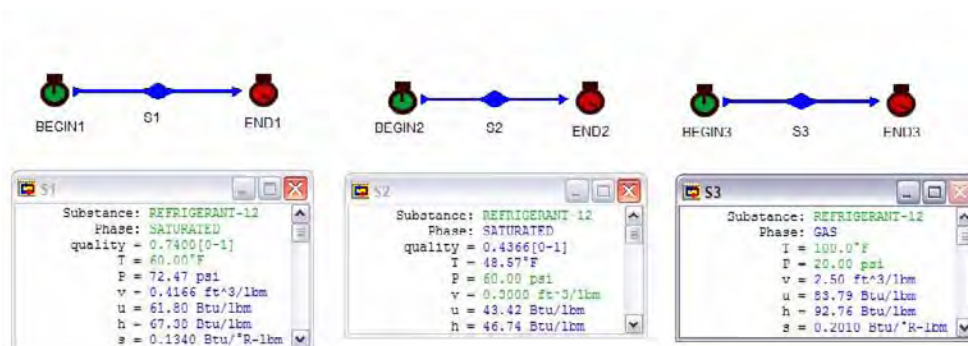 BEGIN1
S1
END1
BEGIN2
S2
END2
BEGIN3
S3
END3
S1
Substance: REFRIGERANT-12
Phase: SATURATED
quality = 0.7400[0-1]
T = 60.00°F
P = 72.47 psi
v = 0.4166 ft^3/lbm
u = 61.80 Btu/lbm
h = 67.30 Btu/lbm
s = 0.1340 Btu/°R-lbm
S2
Substance: REFRIGERANT-12
Phase: SATURATED
quality = 0.4366[0-1]
T = 48.57°F
P = 60.00 psi
v = 0.3000 ft^3/lbm
u = 43.42 Btu/lbm
h = 46.74 Btu/lbm
S3
Substance: REFRIGERANT-12
Phase: GAS
T = 100.0°F
P = 20.00 psi
v = 2.50 ft^3/lbm
u = 83.79 Btu/lbm
h = 92.76 Btu/lbm
s = 0.2010 Btu/°R-lbm